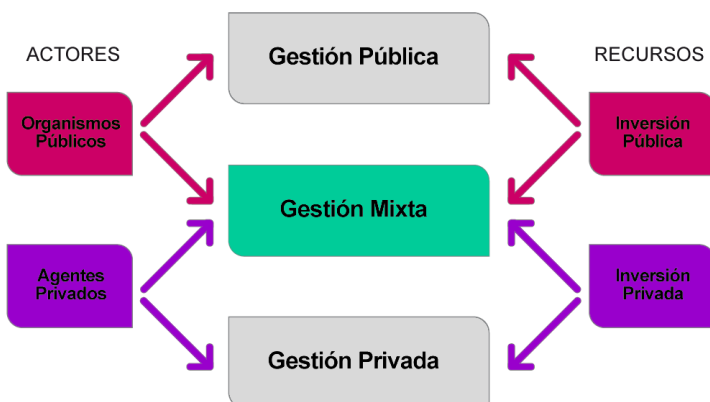 ACTORES
Gestión Pública
RECURSOS
Organismos
Públicos
Inversión
Pública
Gestión Mixta
Agentes
Privados
Inversión
Privada
Gestión Privada